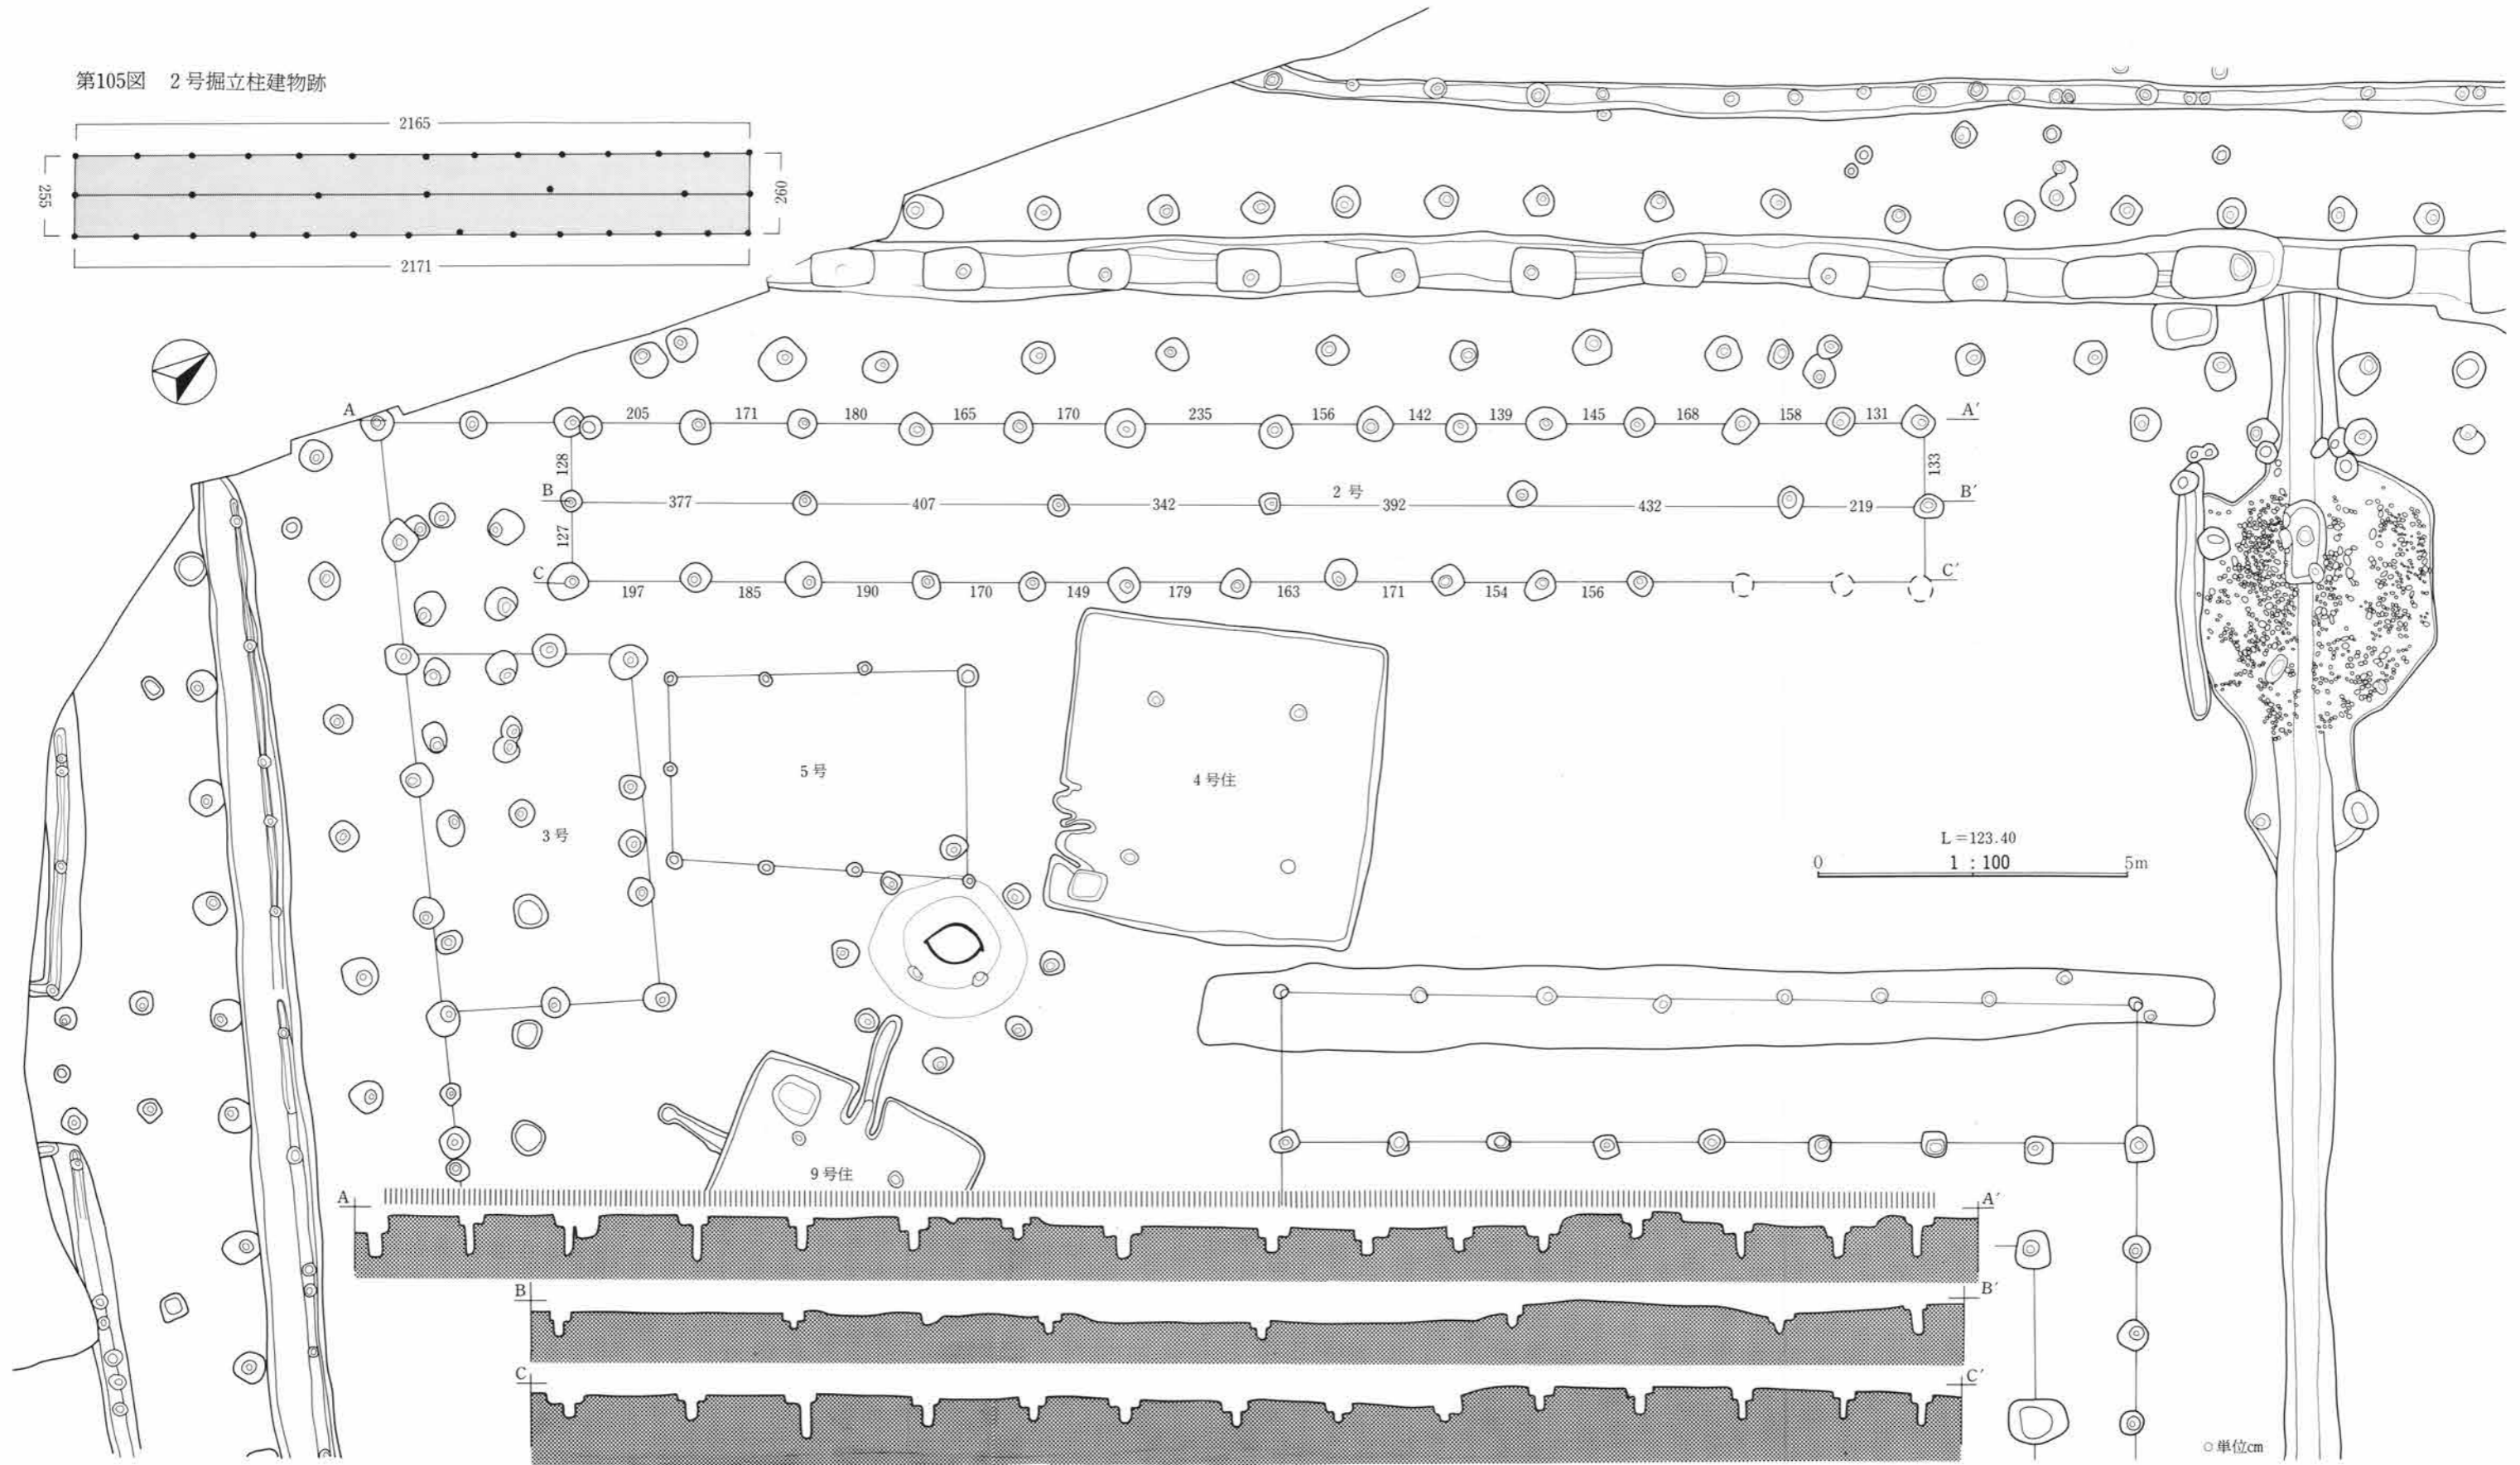 第105図 2号掘立柱建物跡
2165
255
260
2171
A 205 171 180 165 170 235 156 142 139 145 168 158 131 A′
128
133
B 377 407 342 2号 392 432 219 B′
127
C 197 185 190 170 149 179 163 171 154 156 C′
5号
4号住
3号
L=123.40
0 1:100 5m
9号住
A A′
B B′
C C′
○単位cm